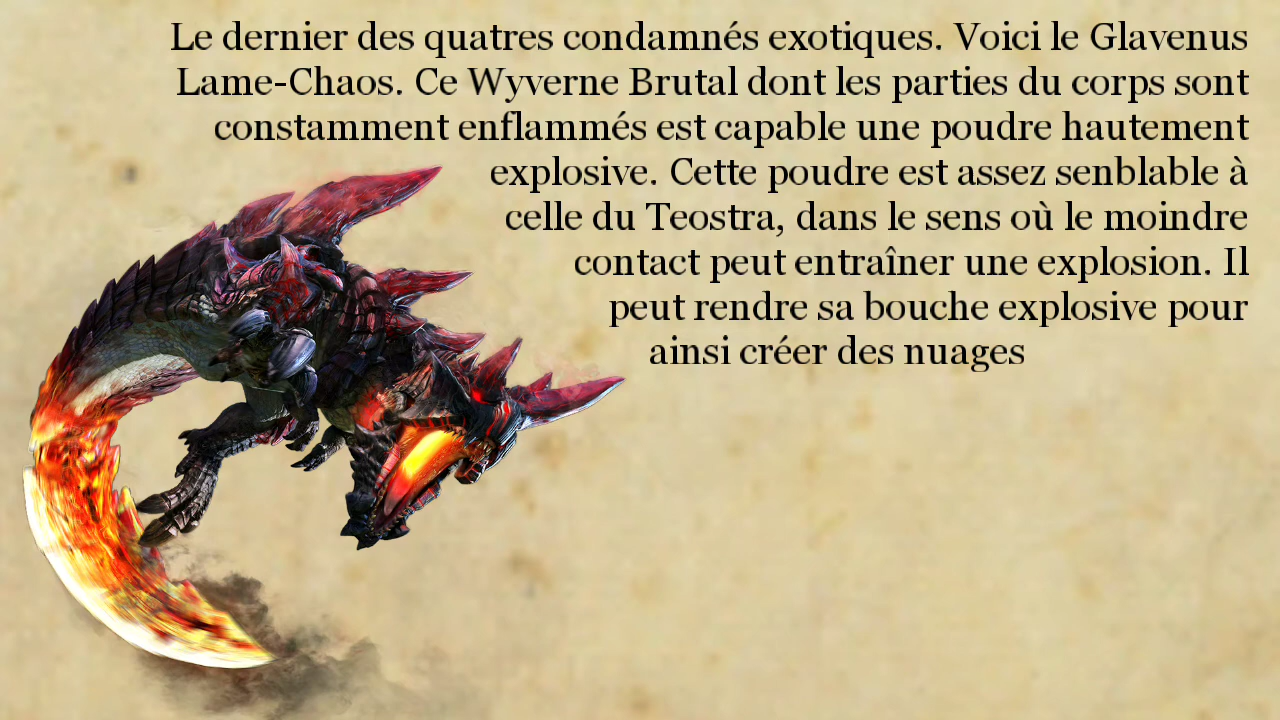 Le dernier des quatres condamnés exotiques. Voici le Glavenus
Lame-Chaos. Ce Wyverne Brutal dont les parties du corps sont
constamment enflammés est capable une poudre hautement
explosive. Cette poudre est assez senblable à
celle du Teostra, dans le sens où le moindre
contact peut entraîner une explosion. Il
peut rendre sa bouche explosive pour
ainsi créer des nuages